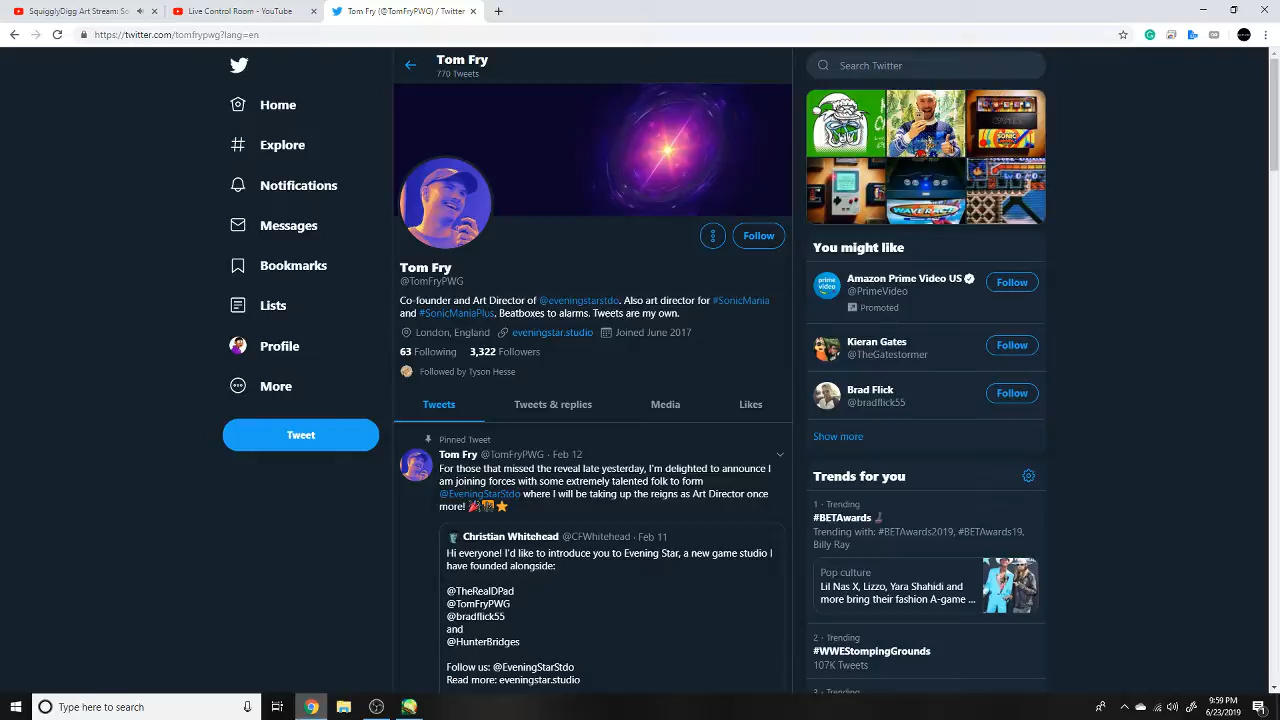 SquigglyDigg Art Stream S
Live Control Room - YouTube
Tom Fry (@TomFryPWG) / Twitter
https://twitter.com/tomfrypwg?lang=en
Home
Explore
Notifications
Messages
Bookmarks
Lists
Profile
More
Tweet
Tom Fry
770 Tweets
Follow
Tom Fry
@TomFryPWG
Co-founder and Art Director of @eveningstarstdo. Also art director for #SonicMania
and #SonicManiaPlus. Beatboxes to alarms. Tweets are my own.
London, England eveningstar.studio Joined June 2017
63 Following 3,322 Followers
Followed by Tyson Hesse
Tweets Tweets & replies Media Likes
Pinned Tweet
Tom Fry @TomFryPWG · Feb 12
For those that missed the reveal late yesterday, I'm delighted to announce I
am joining forces with some extremely talented folk to form
@EveningStarStdo where I will be taking up the reigns as Art Director once
more! 🎉🎆⭐
Christian Whitehead @CFWhitehead · Feb 11
Hi everyone! I'd like to introduce you to Evening Star, a new game studio I
have founded alongside:
@TheRealDPad
@TomFryPWG
@bradflick55
and
@HunterBridges
Follow us: @EveningStarStdo
Read more: eveningstar.studio
Search Twitter
GAMES
SONIC
WAVERACE
You might like
prime
video
Amazon Prime Video US
@PrimeVideo
Promoted
Follow
Kieran Gates
@TheGatestormer
Follow
Brad Flick
@bradflick55
Follow
Show more
Trends for you
1 · Trending
#BETAwards
Trending with: #BETAwards2019, #BETAwards19,
Billy Ray
Pop culture
Lil Nas X, Lizzo, Yara Shahidi and
more bring their fashion A-game ...
2 · Trending
#WWEStompingGrounds
107K Tweets
3 · Trending
Type here to search
9:59 PM
6/23/2019